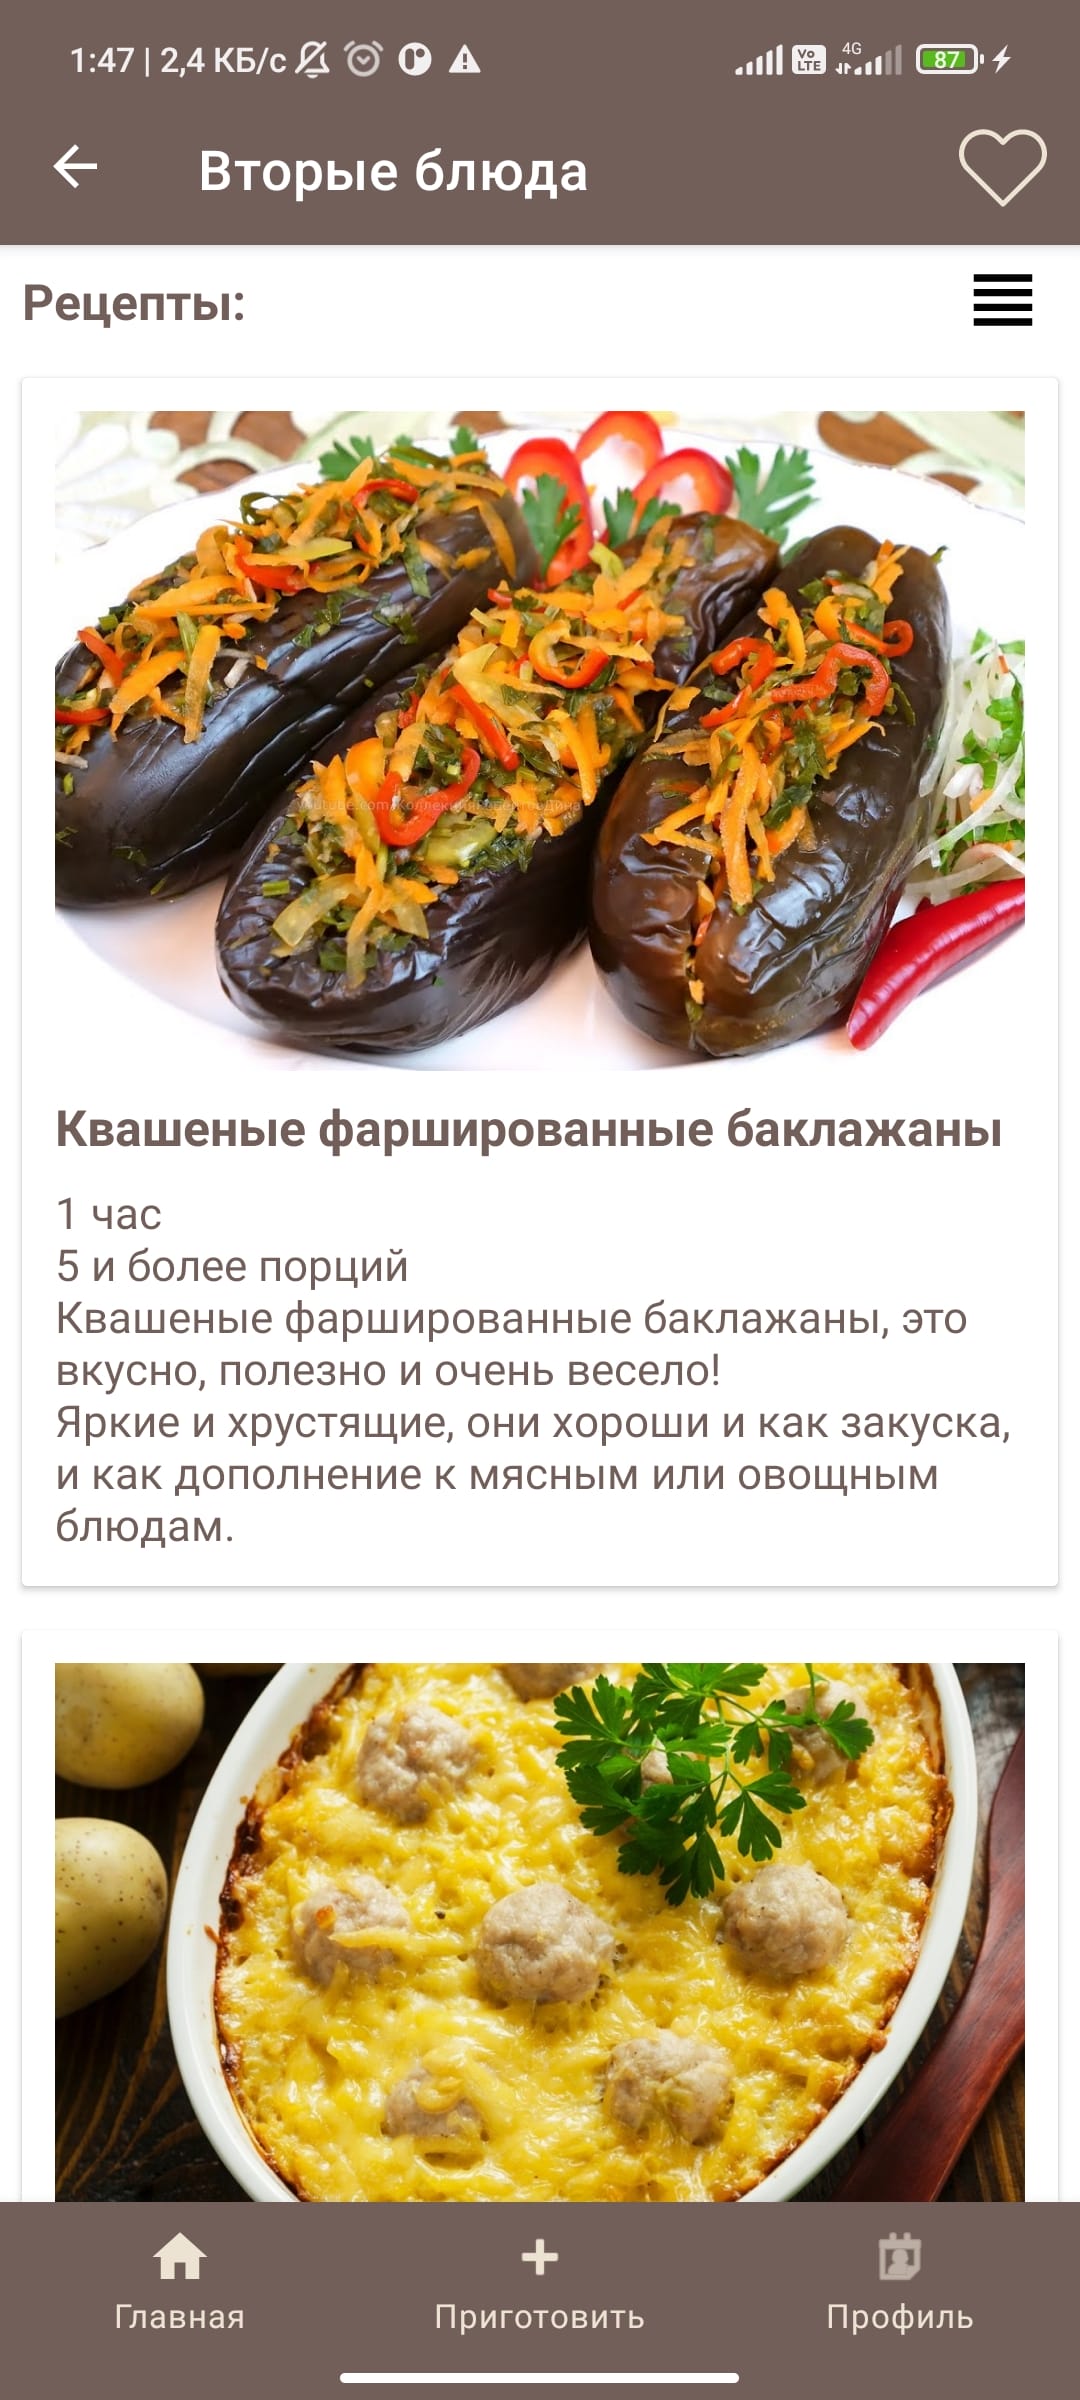 1:47 | 2,4 КБ/с
Vo
LTE
4G
87
Вторые блюда
Рецепты:
youtube.com
Квашеные фаршированные баклажаны
1 час
5 и более порций
Квашеные фаршированные баклажаны, это
вкусно, полезно и очень весело!
Яркие и хрустящие, они хороши и как закуска,
и как дополнение к мясным или овощным
блюдам.
Главная
Приготовить
Профиль